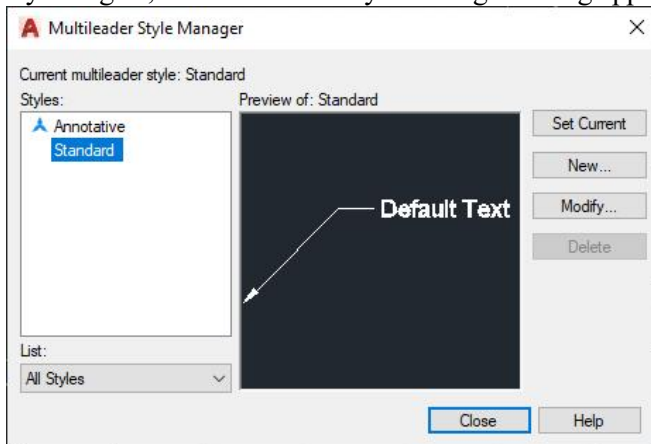 Multileader Style Manager
Current multileader style: Standard
Styles:
Preview of: Standard
Annotative
Standard
Default Text
Set Current
New...
Modify...
Delete
List:
All Styles
Close
Help